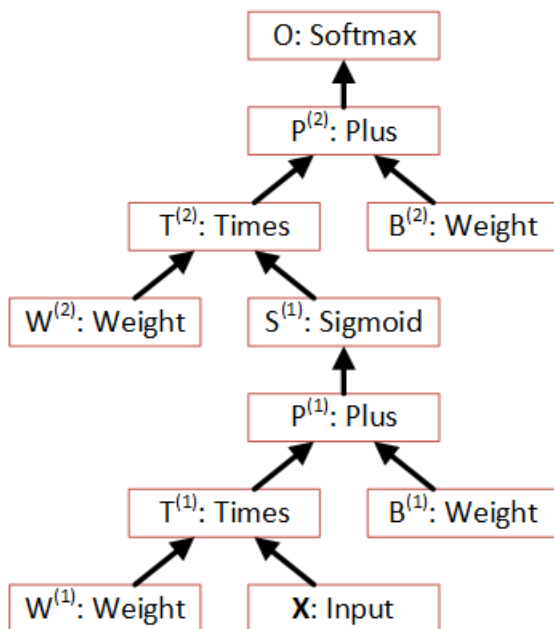 O: Softmax
P(2): Plus
T(2): Times
B(2): Weight
W(2): Weight
S(1): Sigmoid
P(1): Plus
T(1): Times
B(1): Weight
W(1): Weight
X: Input